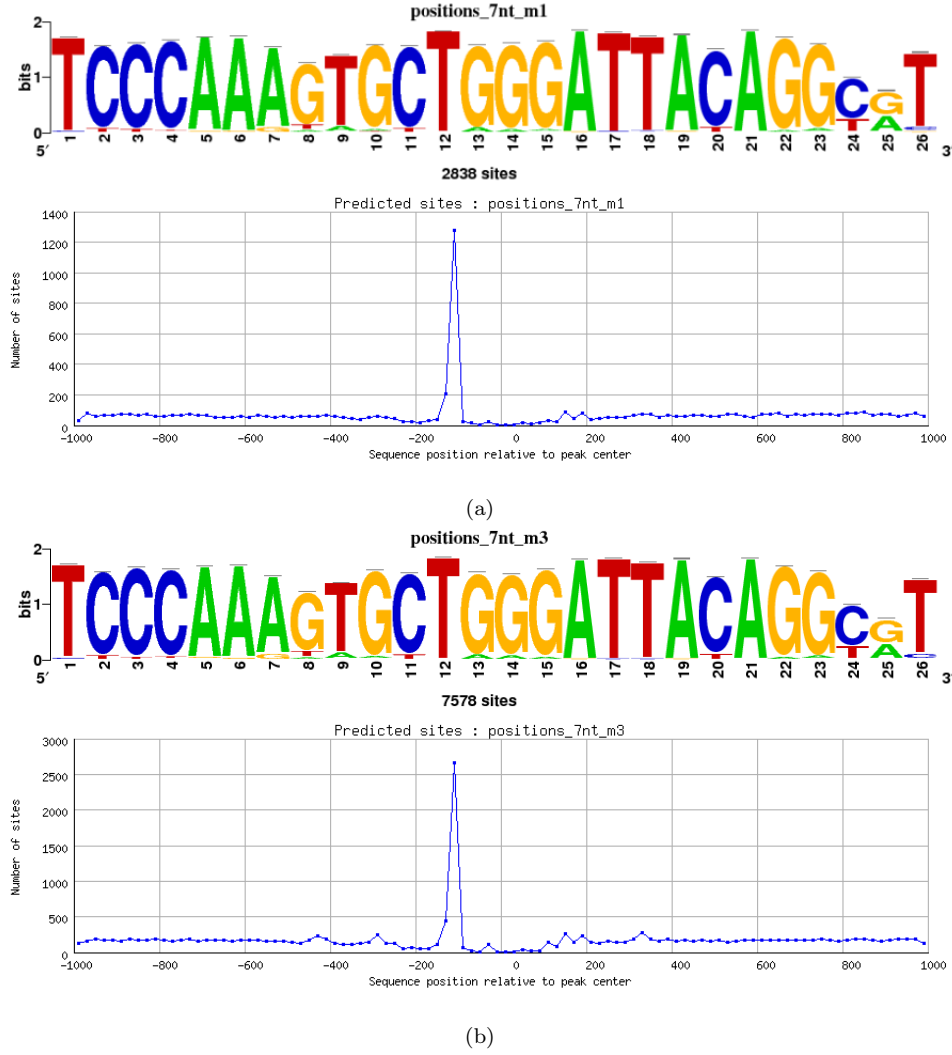 positions_7nt_m1
2
bits
1
0
TCCCAAAGTGCTGGGATTACAGGCGT
T A
1 2 3 4 5 6 7 8 9 10 11 12 13 14 15 16 17 18 19 20 21 22 23 24 25 26
5′ 3′
2838 sites
Predicted sites : positions_7nt_m1
1400
1200
1000
800
600
400
200
0
Number of sites
-1000 -800 -600 -400 -200 0 200 400 600 800 1000
Sequence position relative to peak center
(a)
positions_7nt_m3
2
bits
1
0
TCCCAAAGTGCTGGGATTACAGGCGT
T A
1 2 3 4 5 6 7 8 9 10 11 12 13 14 15 16 17 18 19 20 21 22 23 24 25 26
5′ 3′
7578 sites
Predicted sites : positions_7nt_m3
3000
2500
2000
1500
1000
500
0
Number of sites
-1000 -800 -600 -400 -200 0 200 400 600 800 1000
Sequence position relative to peak center
(b)